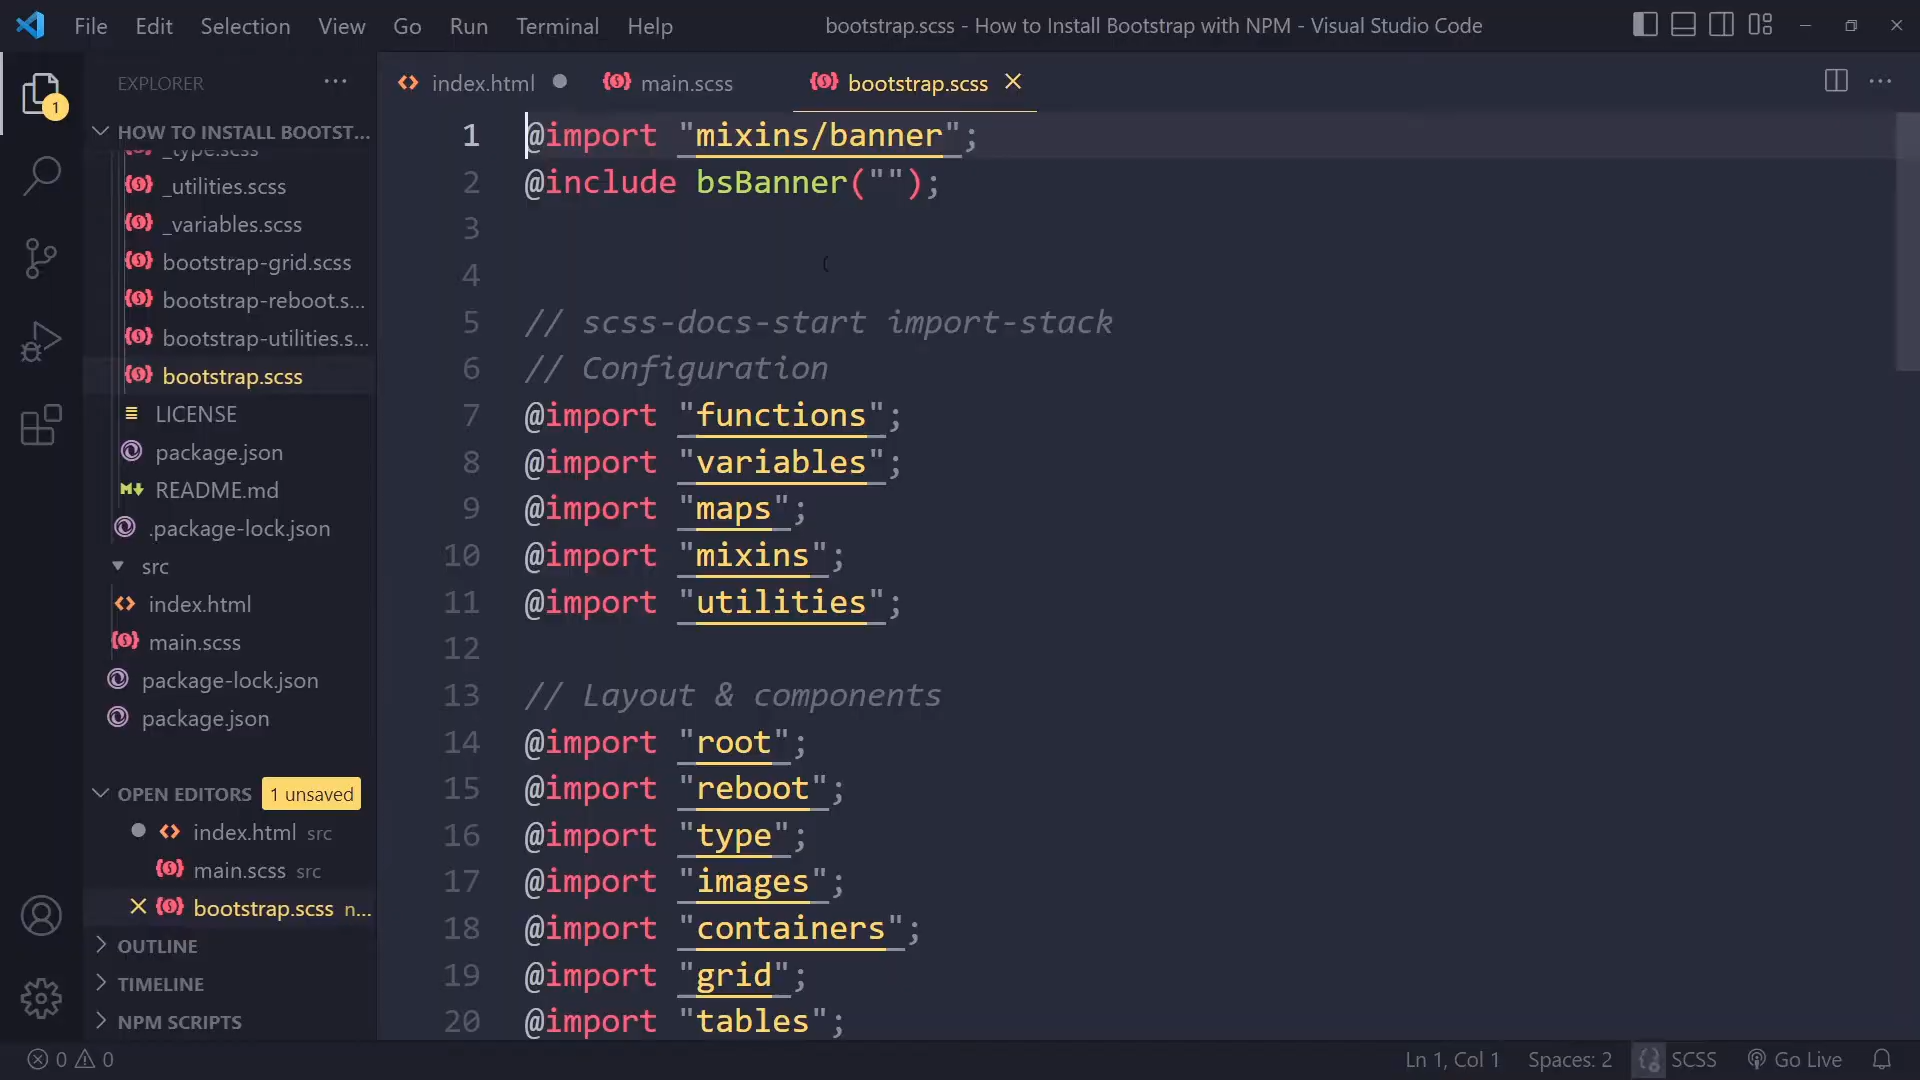 File Edit Selection View Go Run Terminal Help
bootstrap.scss - How to Install Bootstrap with NPM - Visual Studio Code
EXPLORER
1
HOW TO INSTALL BOOTST...
_type.scss
_utilities.scss
_variables.scss
bootstrap-grid.scss
bootstrap-reboot.s...
bootstrap-utilities.s...
bootstrap.scss
LICENSE
package.json
README.md
.package-lock.json
src
index.html
main.scss
package-lock.json
package.json
OPEN EDITORS 1 unsaved
index.html src
main.scss src
bootstrap.scss n...
OUTLINE
TIMELINE
NPM SCRIPTS
index.html main.scss bootstrap.scss
1 @import "mixins/banner";
2 @include bsBanner("");
3
4
5 // scss-docs-start import-stack
6 // Configuration
7 @import "functions";
8 @import "variables";
9 @import "maps";
10 @import "mixins";
11 @import "utilities";
12
13 // Layout & components
14 @import "root";
15 @import "reboot";
16 @import "type";
17 @import "images";
18 @import "containers";
19 @import "grid";
20 @import "tables";
0 0 Ln 1, Col 1 Spaces: 2 SCSS Go Live